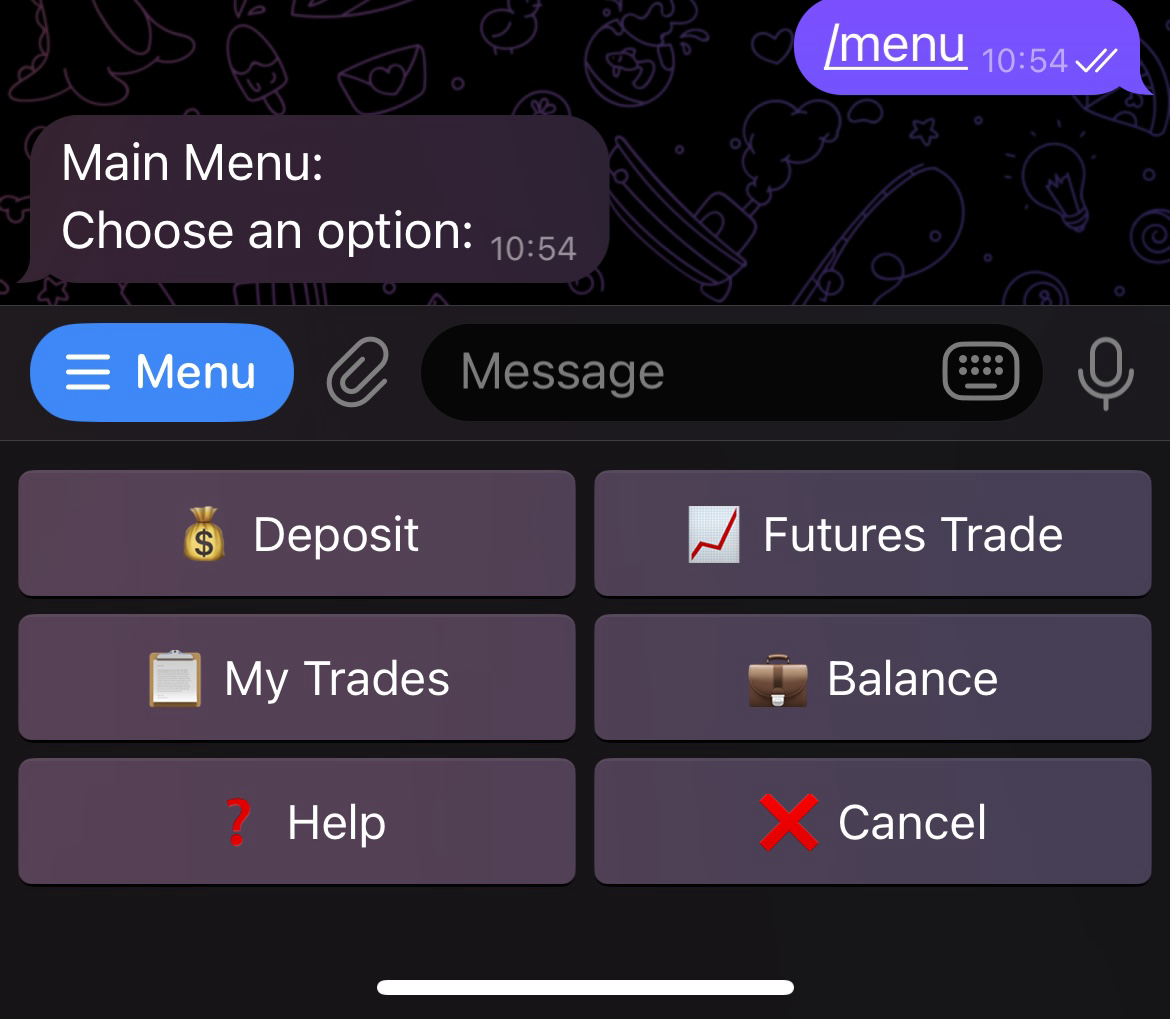 /menu 10:54
Main Menu:
Choose an option: 10:54
Menu
Message
Deposit
Futures Trade
My Trades
Balance
Help
Cancel